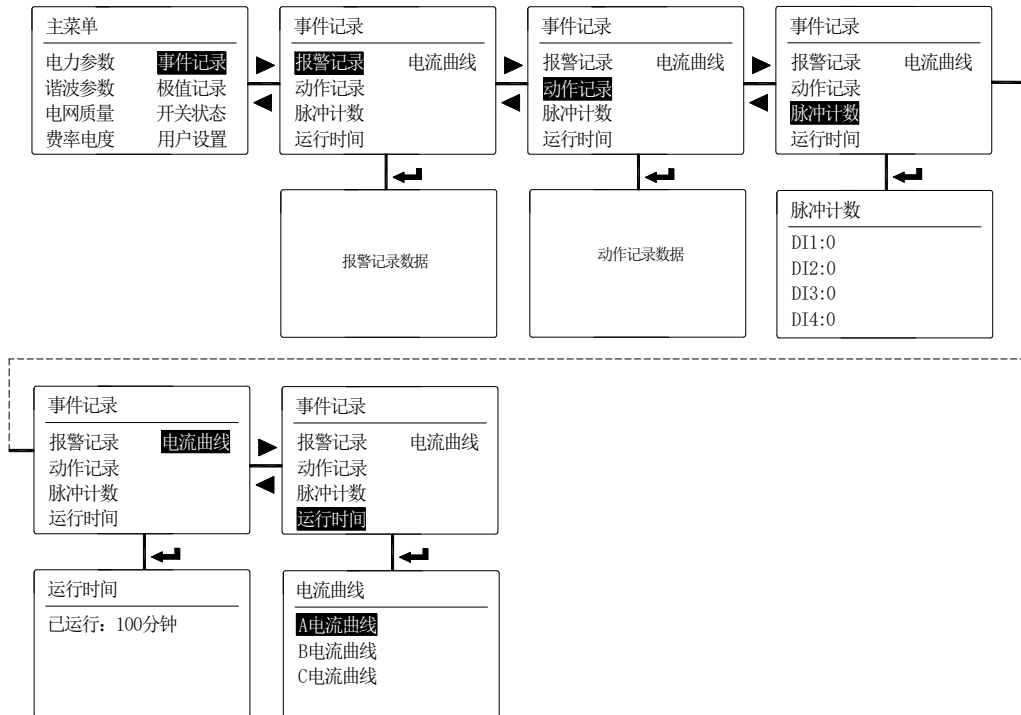 主菜单
电力参数 事件记录
谐波参数 极值记录
电网质量 开关状态
费率电度 用户设置
事件记录
报警记录 电流曲线
动作记录
脉冲计数
运行时间
事件记录
报警记录 电流曲线
动作记录
脉冲计数
运行时间
事件记录
报警记录 电流曲线
动作记录
脉冲计数
运行时间
报警记录数据
动作记录数据
脉冲计数
DI1:0
DI2:0
DI3:0
DI4:0
事件记录
报警记录 电流曲线
动作记录
脉冲计数
运行时间
事件记录
报警记录 电流曲线
动作记录
脉冲计数
运行时间
运行时间
已运行：100分钟
电流曲线
A电流曲线
B电流曲线
C电流曲线